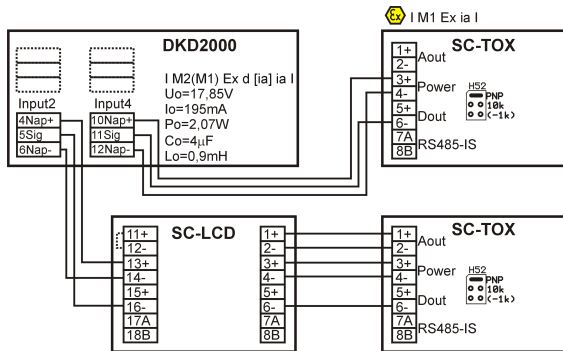 Ex I M1 Ex ia I
DKD2000
I M2(M1) Ex d [ia] ia I
Uo=17,85V
Io=195mA
Po=2,07W
Co=4µF
Lo=0,9mH
Input2
4Nap+
5Sig
6Nap-
Input4
10Nap+
11Sig
12Nap-
SC-TOX
1+
2-
3+
4-
5+
6-
7A
8B
Aout
Power
Dout
RS485-IS
H52
PNP
10k
(-1k)
SC-LCD
11+
12-
13+
14-
15+
16-
17A
18B
1+
2-
3+
4-
5+
6-
7A
8B
SC-TOX
1+
2-
3+
4-
5+
6-
7A
8B
Aout
Power
Dout
RS485-IS
H52
PNP
10k
(-1k)